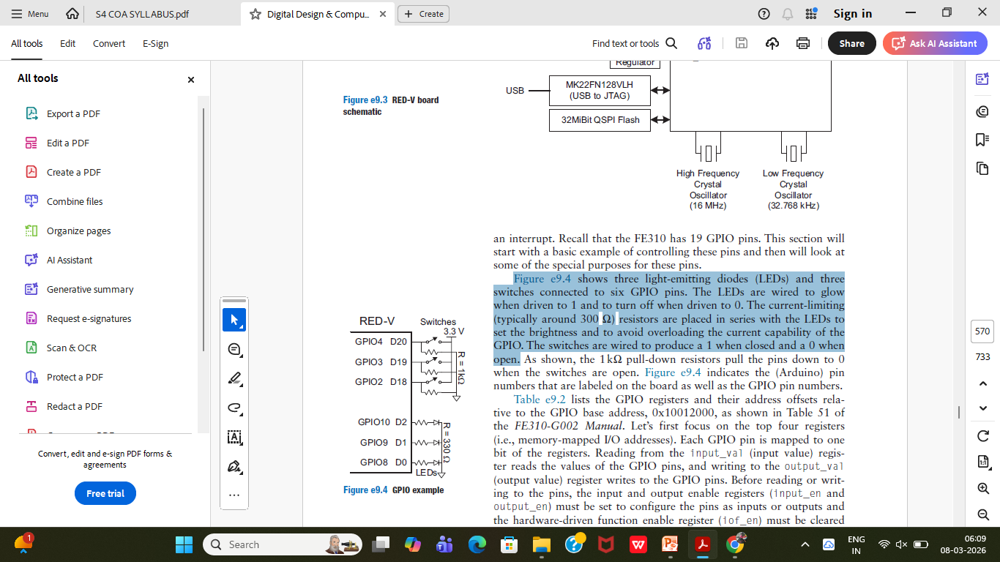 Menu
S4 COA SYLLABUS.pdf
Digital Design & Compu...
Create
Sign in
All tools
Edit
Convert
E-Sign
Find text or tools
Share
Ask AI Assistant
All tools
Export a PDF
Edit a PDF
Create a PDF
Combine files
Organize pages
AI Assistant
Generative summary
Request e-signatures
Scan & OCR
Protect a PDF
Redact a PDF
Convert, edit and e-sign PDF forms &
agreements
Free trial
Regulator
USB
MK22FN128VLH
(USB to JTAG)
32MiBit QSPI Flash
High Frequency
Crystal
Oscillator
(16 MHz)
Low Frequency
Crystal
Oscillator
(32.768 kHz)
Figure e9.3 RED-V board
schematic
an interrupt. Recall that the FE310 has 19 GPIO pins. This section will
start with a basic example of controlling these pins and then will look at
some of the special purposes for these pins.
Figure e9.4 shows three light-emitting diodes (LEDs) and three
switches connected to six GPIO pins. The LEDs are wired to glow
when driven to 1 and to turn off when driven to 0. The current-limiting
(typically around 300 Ω) resistors are placed in series with the LEDs to
set the brightness and to avoid overloading the current capability of the
GPIO. The switches are wired to produce a 1 when closed and a 0 when
open. As shown, the 1kΩ pull-down resistors pull the pins down to 0
when the switches are open. Figure e9.4 indicates the (Arduino) pin
numbers that are labeled on the board as well as the GPIO pin numbers.
Table e9.2 lists the GPIO registers and their address offsets rela-
tive to the GPIO base address, 0x10012000, as shown in Table 51 of
the FE310-G002 Manual. Let's first focus on the top four registers
(i.e., memory-mapped I/O addresses). Each GPIO pin is mapped to one
bit of the registers. Reading from the input_val (input value) regis-
ter reads the values of the GPIO pins, and writing to the output_val
(output value) register writes to the GPIO pins. Before reading or writ-
ing to the pins, the input and output enable registers (input_en and
output_en) must be set to configure the pins as inputs or outputs and
the hardware-driven function enable register (iof_en) must be cleared
RED-V
Switches
3.3 V
GPIO4 D20
GPIO3 D19
GPIO2 D18
R = 1kΩ
GPIO10 D2
GPIO9 D1
GPIO8 D0
R = 330 Ω
LEDs
Figure e9.4 GPIO example
570
733
1:1
1
Search
ENG
IN
06:09
08-03-2026